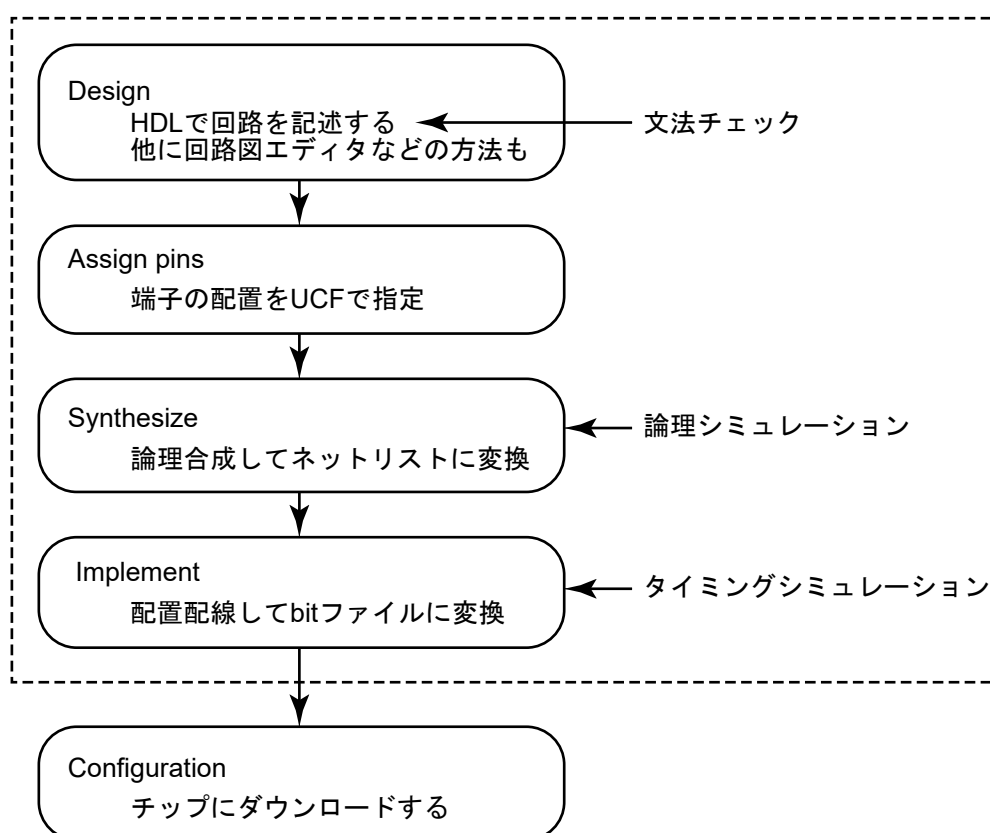 Design
HDLで回路を記述する
他に回路図エディタなどの方法も
文法チェック
Assign pins
端子の配置をUCFで指定
Synthesize
論理合成してネットリストに変換
論理シミュレーション
Implement
配置配線してbitファイルに変換
タイミングシミュレーション
Configuration
チップにダウンロードする